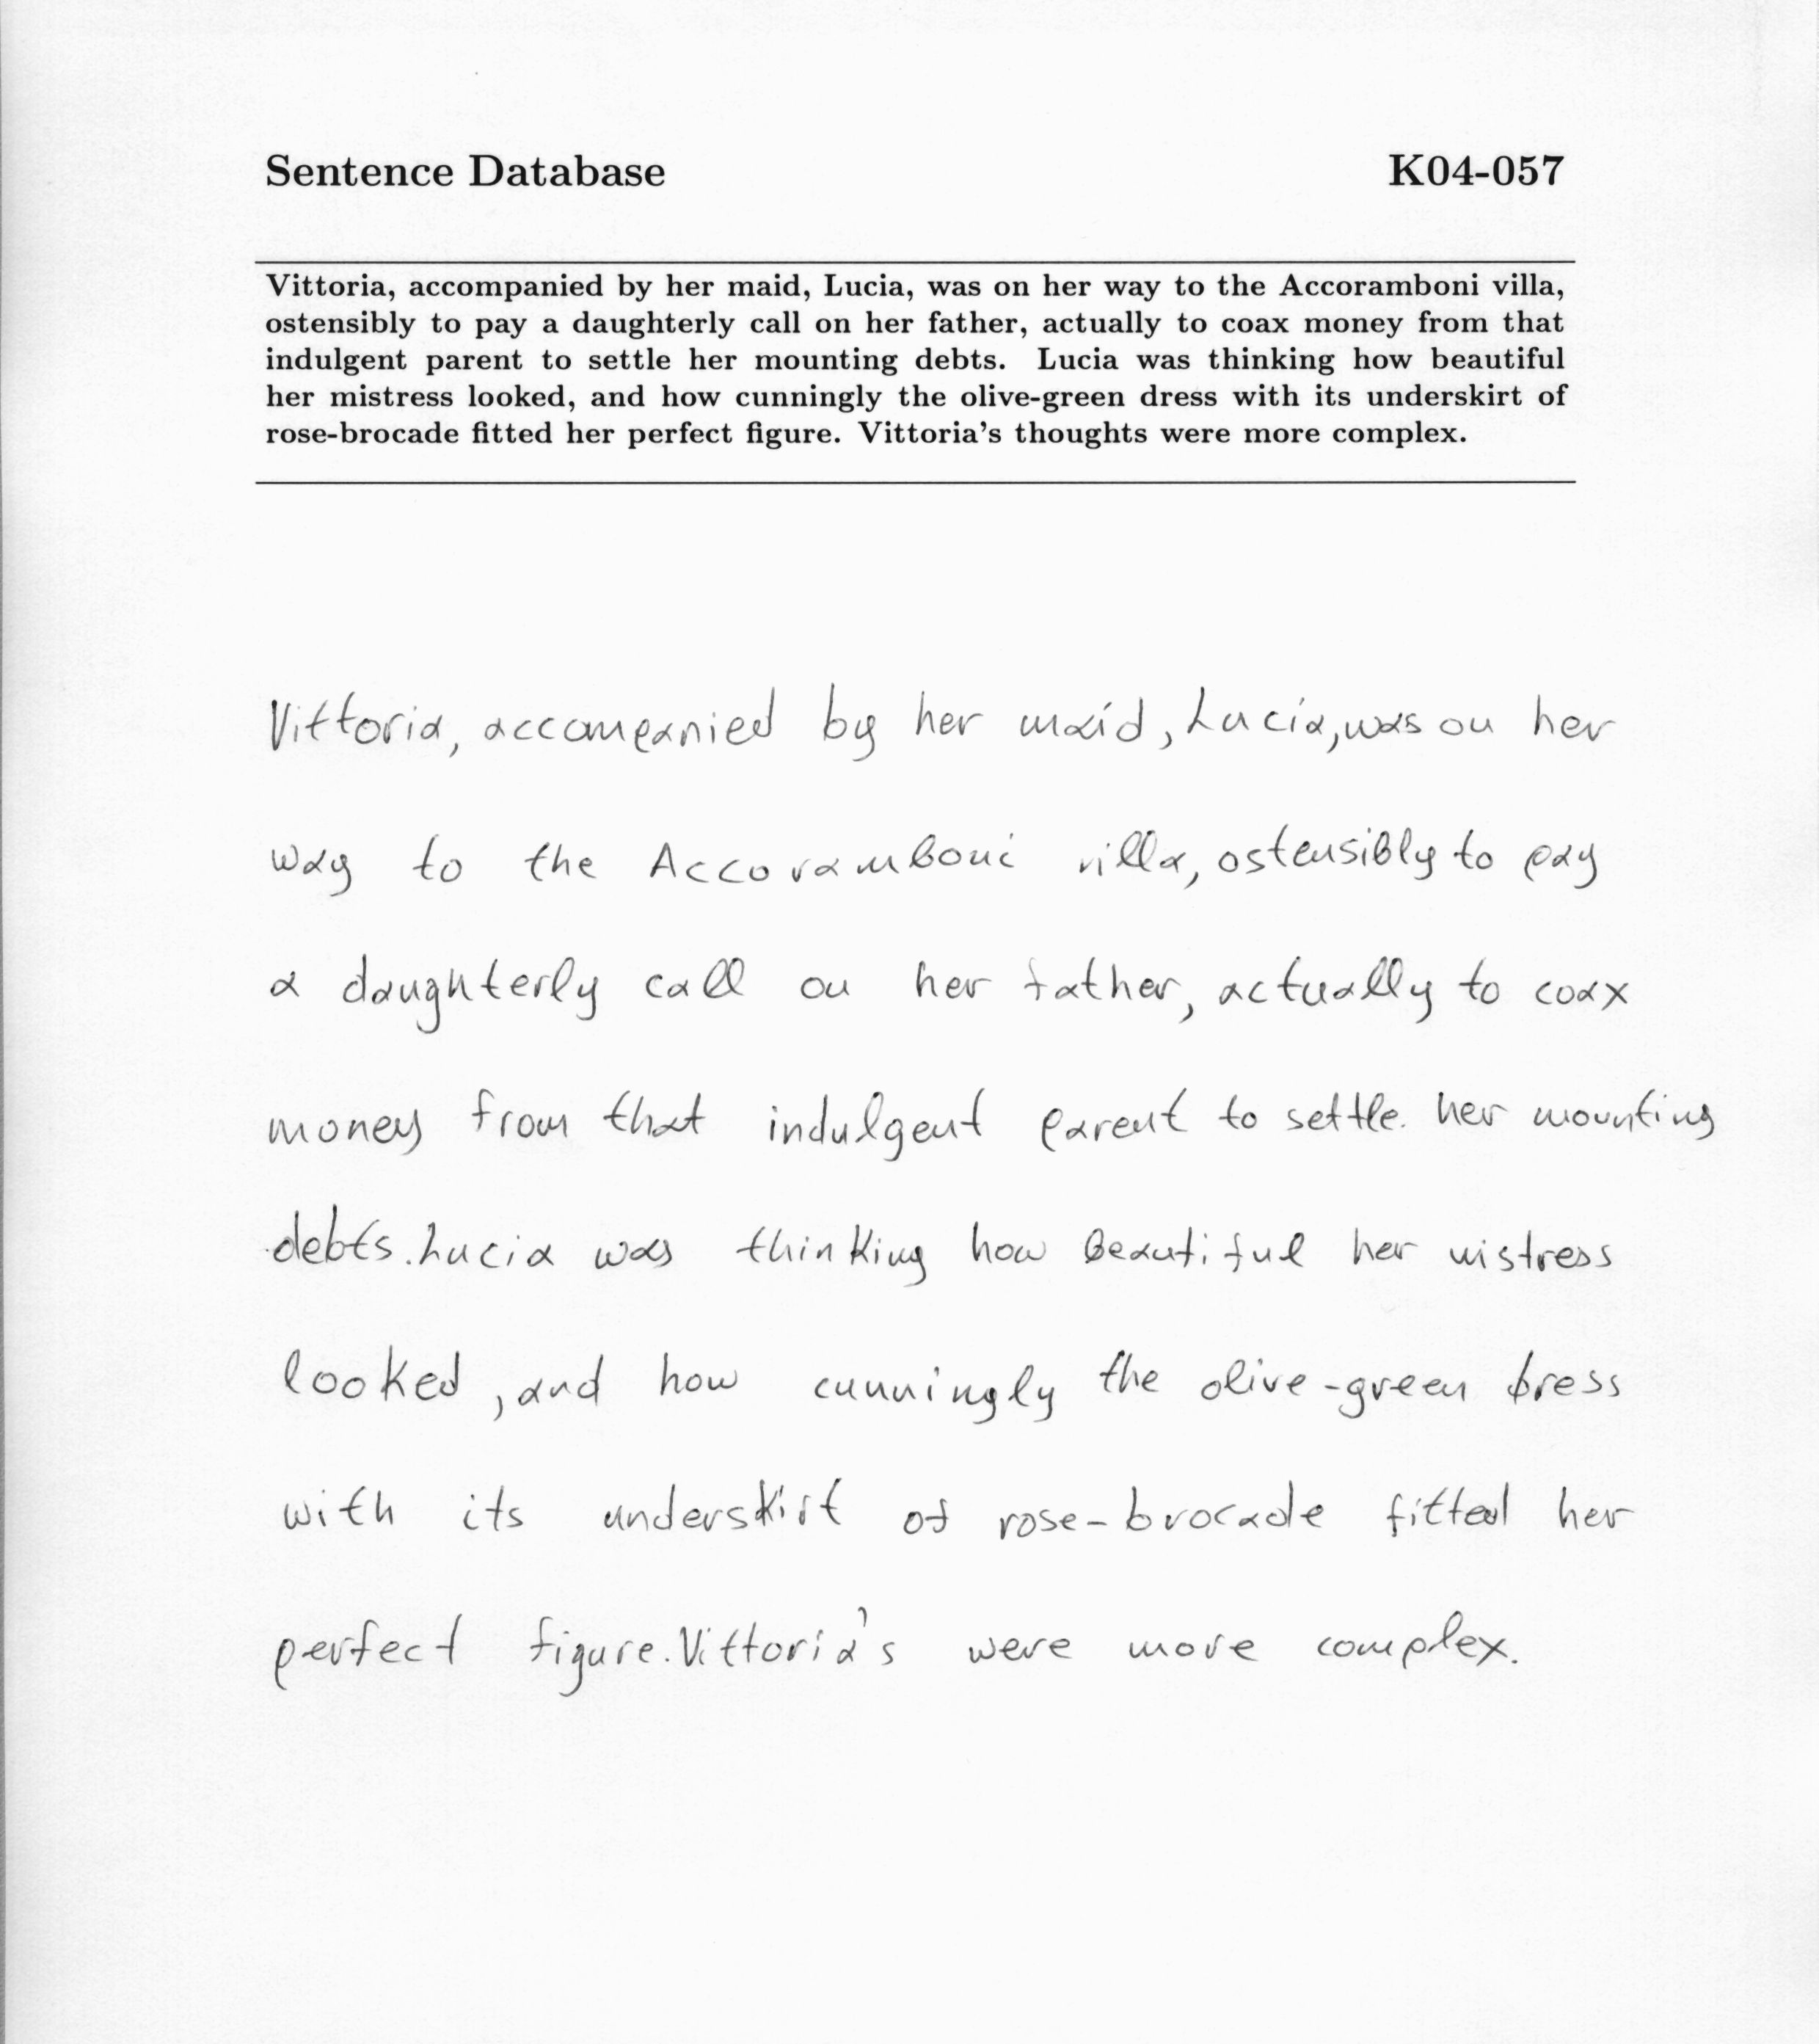 Sentence Database K04-057
Vittoria, accompanied by her maid, Lucia, was on her way to the Accoramboni villa,
ostensibly to pay a daughterly call on her father, actually to coax money from that
indulgent parent to settle her mounting debts. Lucia was thinking how beautiful
her mistress looked, and how cunningly the olive-green dress with its underskirt of
rose-brocade fitted her perfect figure. Vittoria's thoughts were more complex.
Vittoria, accompanied by her maid, Lucia, was on her
way to the Accoramboni villa, ostensibly to pay
a daughterly call on her father, actually to coax
money from that indulgent parent to settle her mounting
debts. Lucia was thinking how beautiful her mistress
looked, and how cunningly the olive-green dress
with its underskirt of rose-brocade fitted her
perfect figure. Vittoria's were more complex.